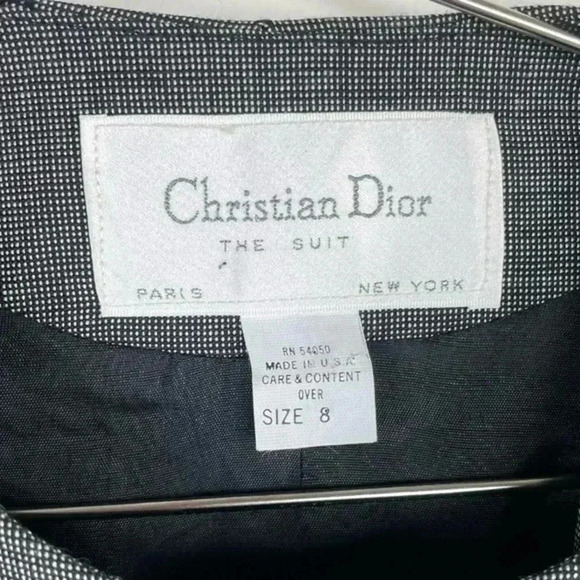 Christian Dior
THE SUIT
PARIS NEW YORK
RN 54050
MADE IN U.S.A.
CARE & CONTENT
OVER
SIZE 8